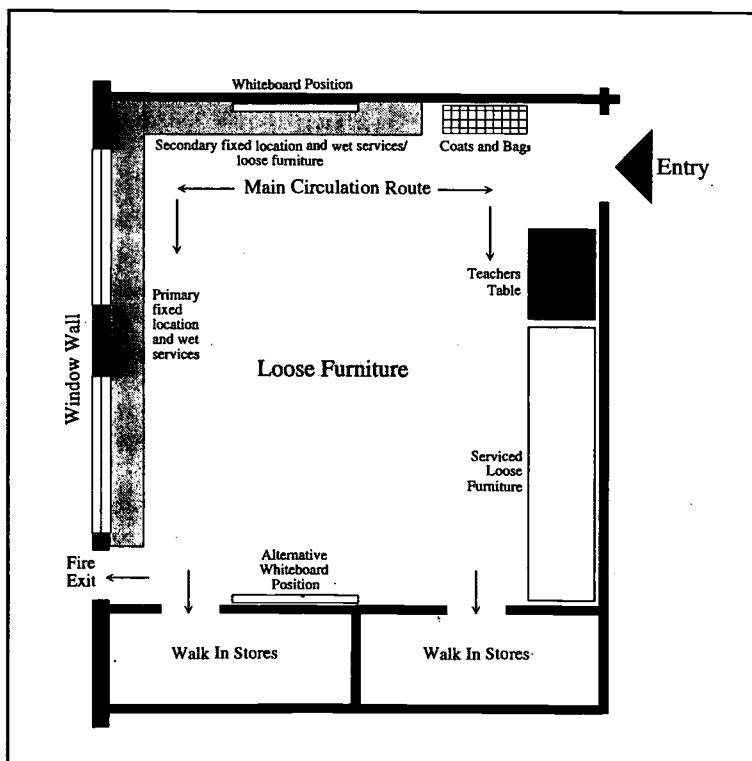 Whiteboard Position
Secondary fixed location and wet services/
loose furniture
Coats and Bags
Entry
Main Circulation Route
Teachers
Table
Primary
fixed
location
and wet
services
Window Wall
Loose Furniture
Serviced
Loose
Furniture
Fire
Exit
Alternative
Whiteboard
Position
Walk In Stores
Walk In Stores